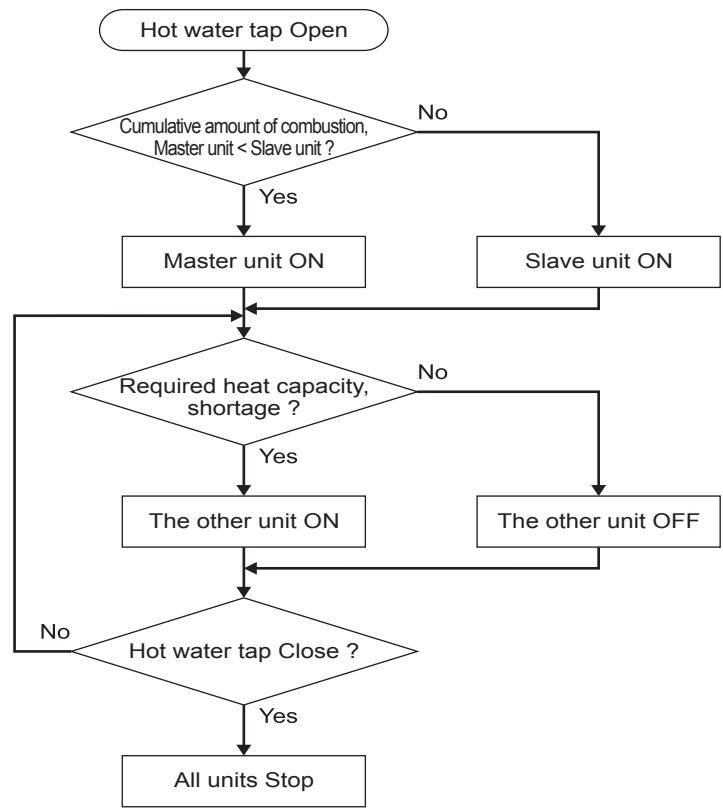 Hot water tap Open
Cumulative amount of combustion,
Master unit < Slave unit ?
No
Yes
Master unit ON
Slave unit ON
Required heat capacity,
shortage ?
No
Yes
The other unit ON
The other unit OFF
No
Hot water tap Close ?
Yes
All units Stop